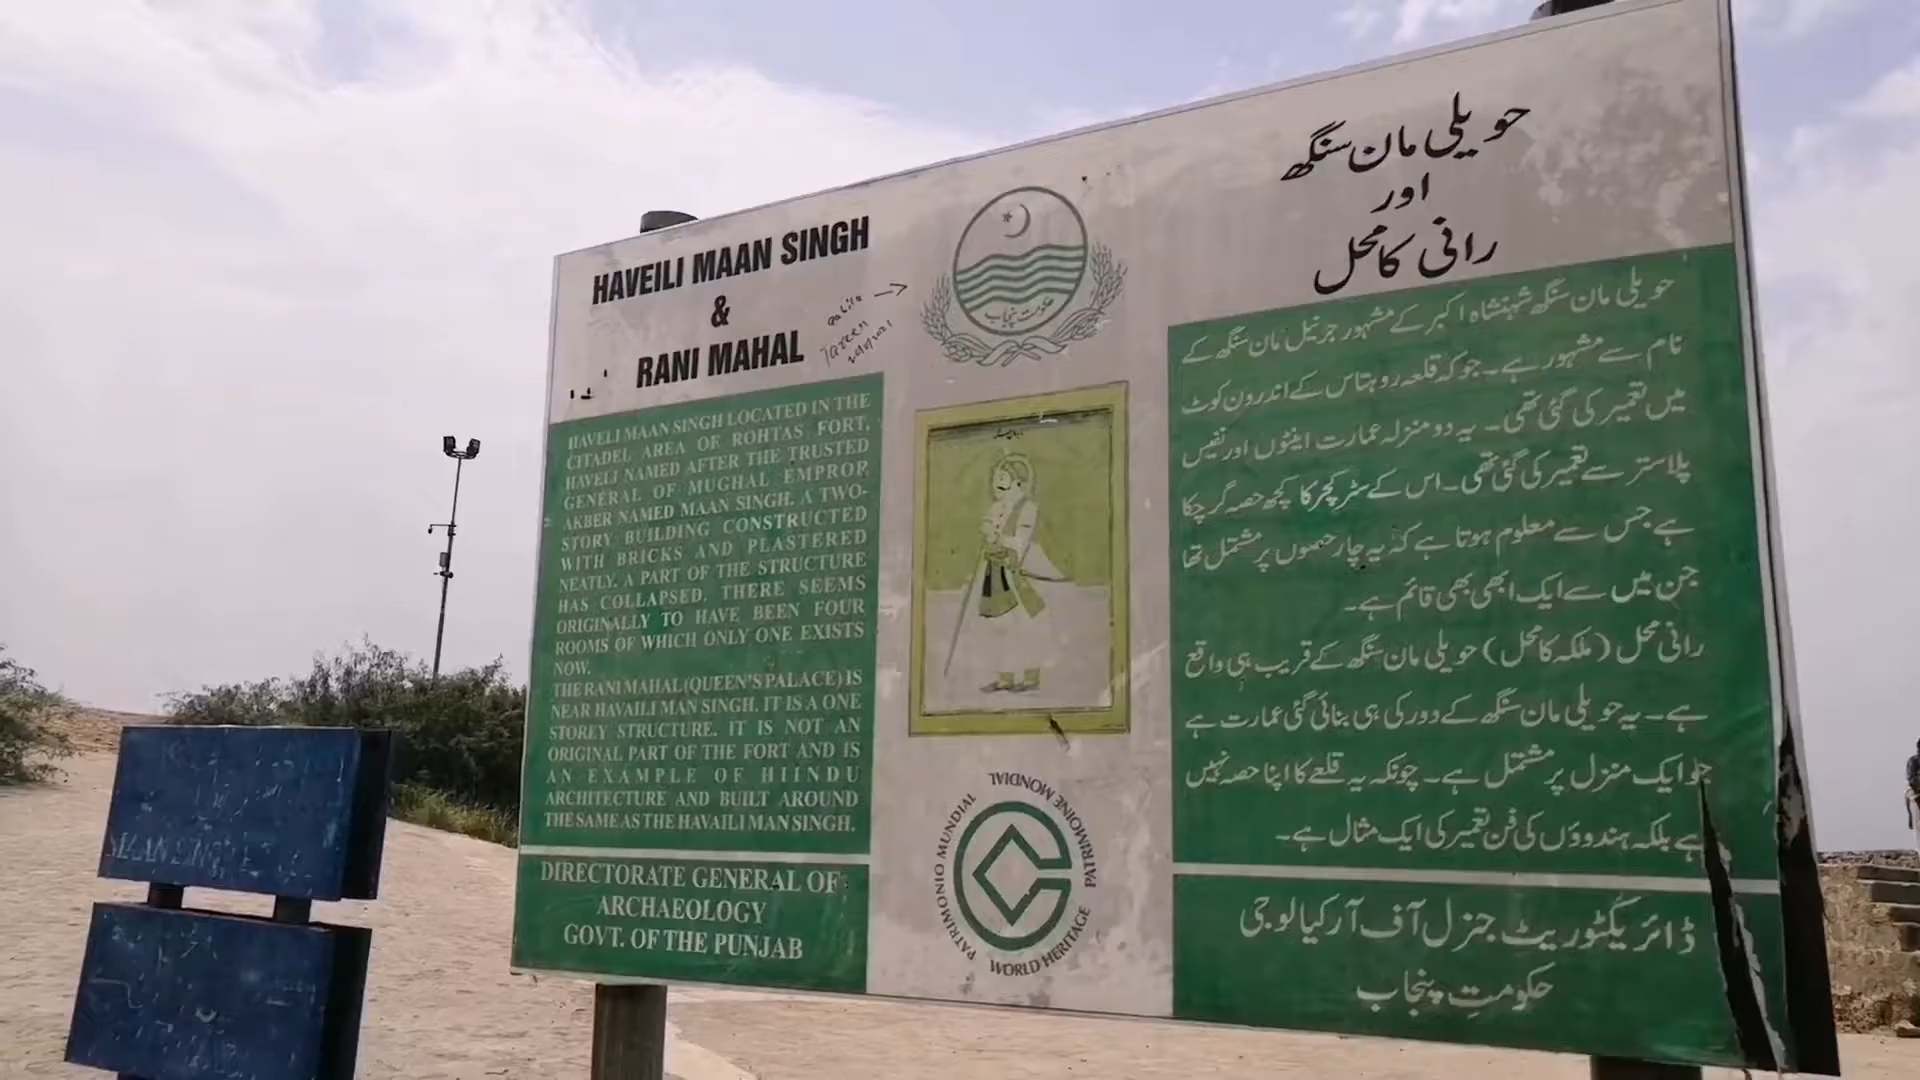 HAVEILI MAAN SINGH
&
RANI MAHAL
HAVELI MAAN SINGH LOCATED IN THE
CITADEL AREA OF ROHTAS FORT,
HAVELI NAMED AFTER THE TRUSTED
GENERAL OF MUGHAL EMPROP,
AKBER NAMED MAAN SINGH. A TWO-
STORY BUILDING CONSTRUCTED
WITH BRICKS AND PLASTERED
NEATLY. A PART OF THE STRUCTURE
HAS COLLAPSED. THERE SEEMS
ORIGINALLY TO HAVE BEEN FOUR
ROOMS OF WHICH ONLY ONE EXISTS
NOW.
THE RANI MAHAL (QUEEN'S PALACE) IS
NEAR HAVAILI MAN SINGH. IT IS A ONE
STOREY STRUCTURE. IT IS NOT AN
ORIGINAL PART OF THE FORT AND IS
AN EXAMPLE OF HIINDU
ARCHITECTURE AND BUILT AROUND
THE SAME AS THE HAVAILI MAN SINGH.
DIRECTORATE GENERAL OF
ARCHAEOLOGY
GOVT. OF THE PUNJAB
Tareen
حکومت پنجاب
PATRIMONIO MUNDIAL
PATRIMOINE MONDIAL
WORLD HERITAGE
حویلی مان سنگھ
اور
رانی کا محل
حویلی مان سنگھ شہنشاہ اکبر کے مشہور جرنیل مان سنگھ کے
نام سے مشہور ہے۔ جو کہ قلعہ روہتاس کے اندرون کوٹ
میں تعمیر کی گئی تھی۔ یہ دو منزلہ عمارت اینٹوں اور نفیس
پلاستر سے تعمیر کی گئی تھی۔ اس کے سٹرکچر کا کچھ حصہ گر چکا
ہے جس سے معلوم ہوتا ہے کہ یہ چار حصوں پر مشتمل تھا
جن میں سے ایک ابھی بھی قائم ہے۔
رانی محل (ملکہ کا محل) حویلی مان سنگھ کے قریب ہی واقع
ہے۔ یہ حویلی مان سنگھ کے دور کی ہی بنائی گئی عمارت ہے
جو ایک منزل پر مشتمل ہے۔ چونکہ یہ قلعے کا اپنا حصہ نہیں
ہے بلکہ ہندوؤں کی فن تعمیر کی ایک مثال ہے۔
ڈائریکٹوریٹ جنرل آف آرکیالوجی
حکومتِ پنجاب
MAAN SINGH